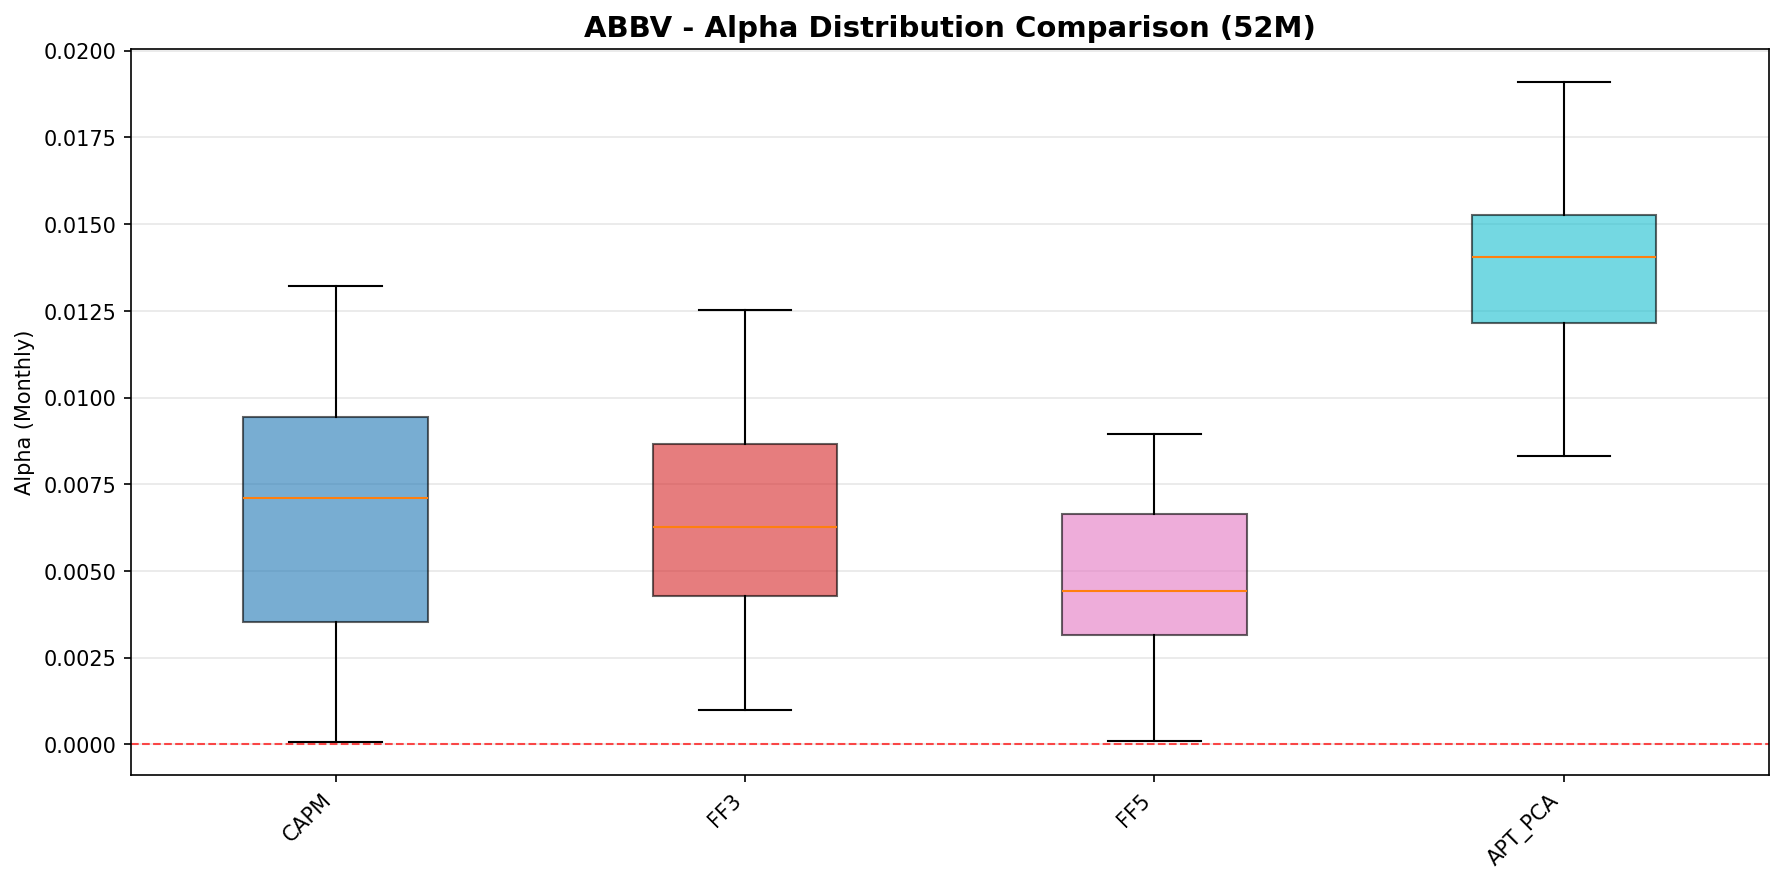 ABBV - Alpha Distribution Comparison (52M)
Alpha (Monthly)
0.0200
0.0175
0.0150
0.0125
0.0100
0.0075
0.0050
0.0025
0.0000
CAPM
FF3
FF5
APT_PCA